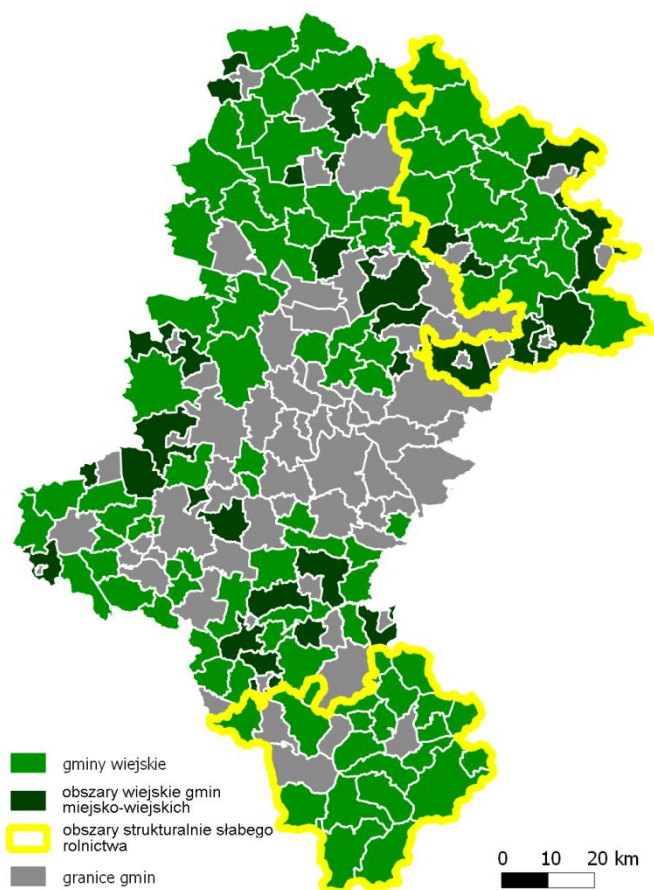 gminy wiejskie
obszary wiejskie gmin
miejsko-wiejskich
obszary strukturalnie słabego
rolnictwa
granice gmin
0 10 20 km